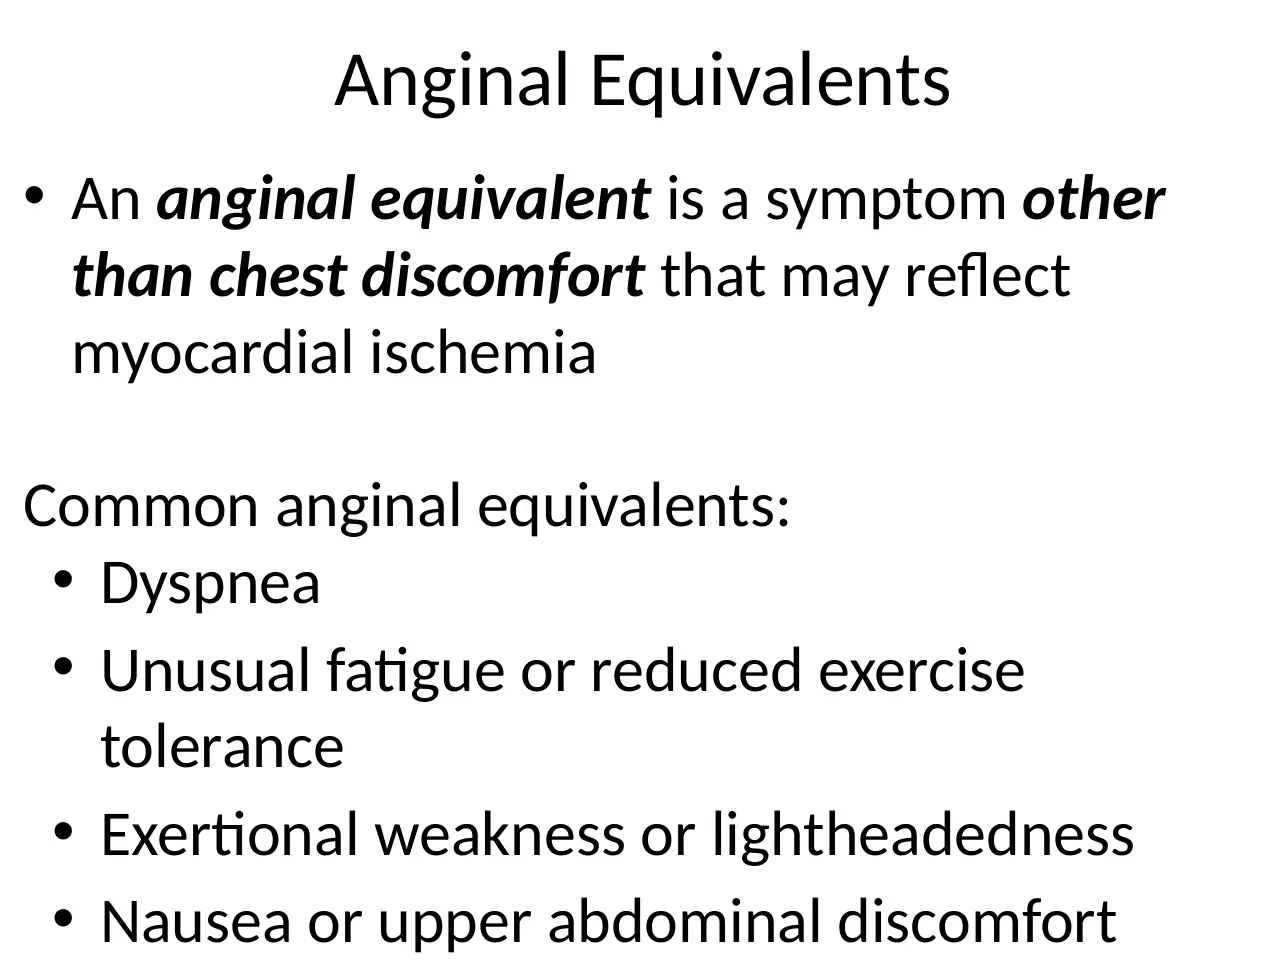 Anginal Equivalents
• An anginal equivalent is a symptom other
than chest discomfort that may reflect
myocardial ischemia
Common anginal equivalents:
• Dyspnea
• Unusual fatigue or reduced exercise
tolerance
• Exertional weakness or lightheadedness
• Nausea or upper abdominal discomfort